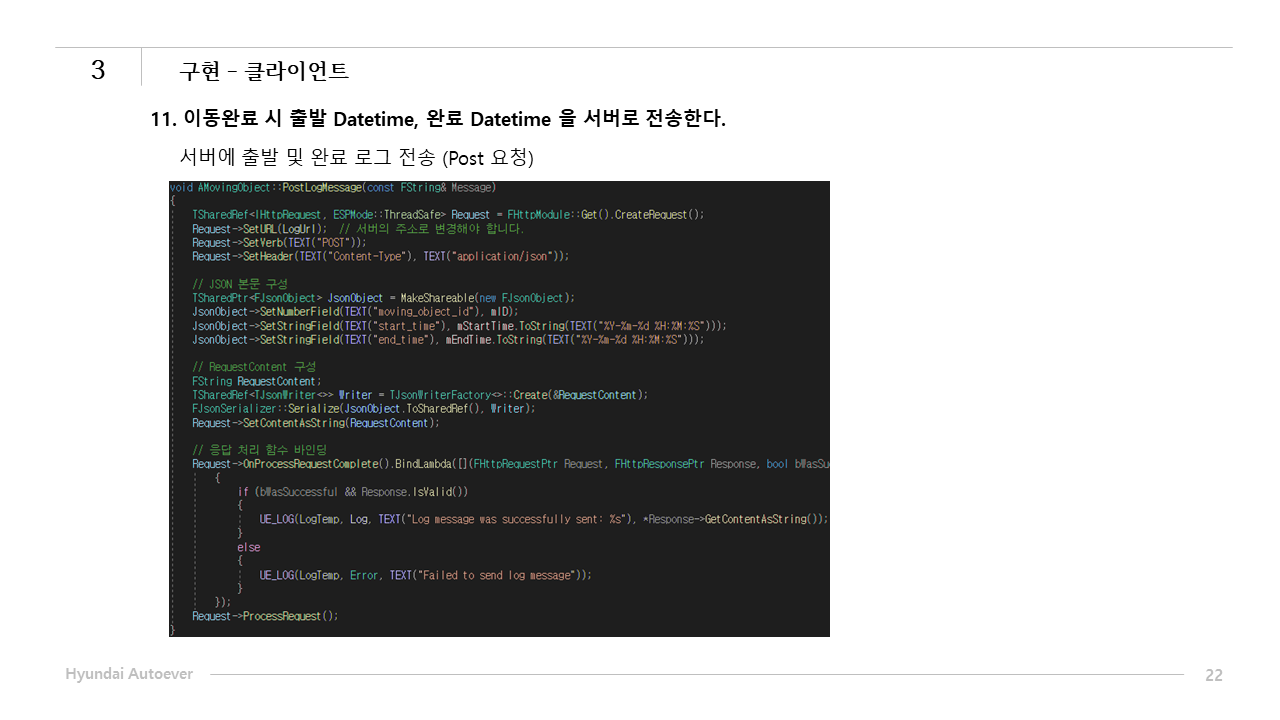 3
구현 – 클라이언트
11. 이동완료 시 출발 Datetime, 완료 Datetime 을 서버로 전송한다.
서버에 출발 및 완료 로그 전송 (Post 요청)
void AMovingObject::PostLogMessage(const FString& Message)
{
TSharedRef<IHttpRequest, ESPMode::ThreadSafe> Request = FHttpModule::Get().CreateRequest();
Request->SetURL(LogUrl);  // 서버의 주소로 변경해야 합니다.
Request->SetVerb(TEXT("POST"));
Request->SetHeader(TEXT("Content-Type"), TEXT("application/json"));
// JSON 본문 구성
TSharedPtr<FJsonObject> JsonObject = MakeShareable(new FJsonObject);
JsonObject->SetNumberField(TEXT("moving_object_id"), mID);
JsonObject->SetStringField(TEXT("start_time"), mStartTime.ToString(TEXT("%Y-%m-%d %H:%M:%S")));
JsonObject->SetStringField(TEXT("end_time"), mEndTime.ToString(TEXT("%Y-%m-%d %H:%M:%S")));
// RequestContent 구성
FString RequestContent;
TSharedRef<TJsonWriter<>> Writer = TJsonWriterFactory<>::Create(&RequestContent);
FJsonSerializer::Serialize(JsonObject.ToSharedRef(), Writer);
Request->SetContentAsString(RequestContent);
// 응답 처리 함수 바인딩
Request->OnProcessRequestComplete().BindLambda([](FHttpRequestPtr Request, FHttpResponsePtr Response, bool bWasSu
{
if (bWasSuccessful && Response.IsValid())
{
UE_LOG(LogTemp, Log, TEXT("Log message was successfully sent: %s"), *Response->GetContentAsString());
}
else
{
UE_LOG(LogTemp, Error, TEXT("Failed to send log message"));
}
});
Request->ProcessRequest();
}
Hyundai Autoever
22